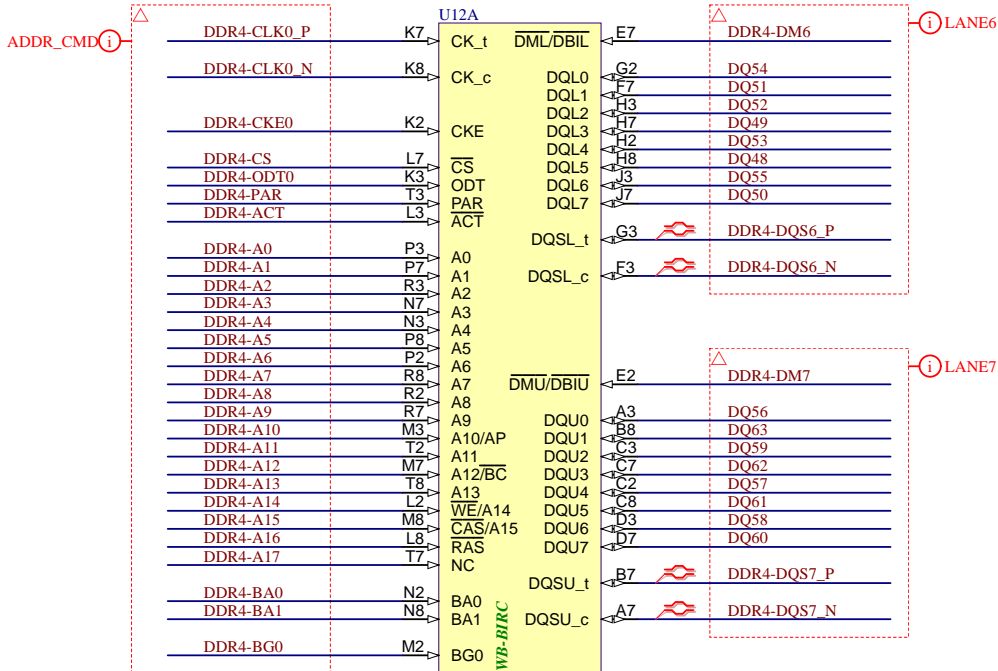 U12A
ADDR_CMD i
DDR4-CLK0_P K7 CK_t
DDR4-CLK0_N K8 CK_c
DDR4-CKE0 K2 CKE
DDR4-CS L7 CS
DDR4-ODT0 K3 ODT
DDR4-PAR T3 PAR
DDR4-ACT L3 ACT
DDR4-A0 P3 A0
DDR4-A1 P7 A1
DDR4-A2 R3 A2
DDR4-A3 N7 A3
DDR4-A4 N3 A4
DDR4-A5 P8 A5
DDR4-A6 P2 A6
DDR4-A7 R8 A7
DDR4-A8 R2 A8
DDR4-A9 R7 A9
DDR4-A10 M3 A10/AP
DDR4-A11 T2 A11
DDR4-A12 M7 A12/BC
DDR4-A13 T8 A13
DDR4-A14 L2 WE/A14
DDR4-A15 M8 CAS/A15
DDR4-A16 L8 RAS
DDR4-A17 T7 NC
DDR4-BA0 N2 BA0
DDR4-BA1 N8 BA1
DDR4-BG0 M2 BG0
WB-BIRC
i LANE6
DML/DBIL E7 DDR4-DM6
DQL0 G2 DQ54
DQL1 F7 DQ51
DQL2 H3 DQ52
DQL3 H7 DQ49
DQL4 H2 DQ53
DQL5 H8 DQ48
DQL6 J3 DQ55
DQL7 J7 DQ50
DQSL_t G3 DDR4-DQS6_P
DQSL_c F3 DDR4-DQS6_N
i LANE7
DMU/DBIU E2 DDR4-DM7
DQU0 A3 DQ56
DQU1 B8 DQ63
DQU2 C3 DQ59
DQU3 C7 DQ62
DQU4 C2 DQ57
DQU5 C8 DQ61
DQU6 D3 DQ58
DQU7 D7 DQ60
DQSU_t B7 DDR4-DQS7_P
DQSU_c A7 DDR4-DQS7_N